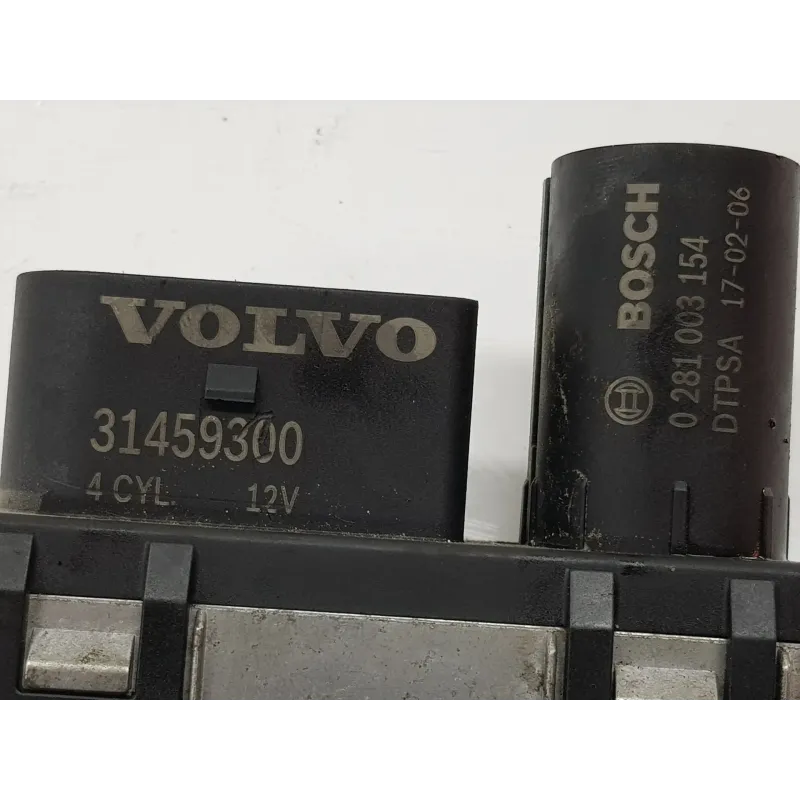 VOLVO
31459300
4 CYL. 12V
BOSCH
0 281 003 154
DTPSA 17-02-06